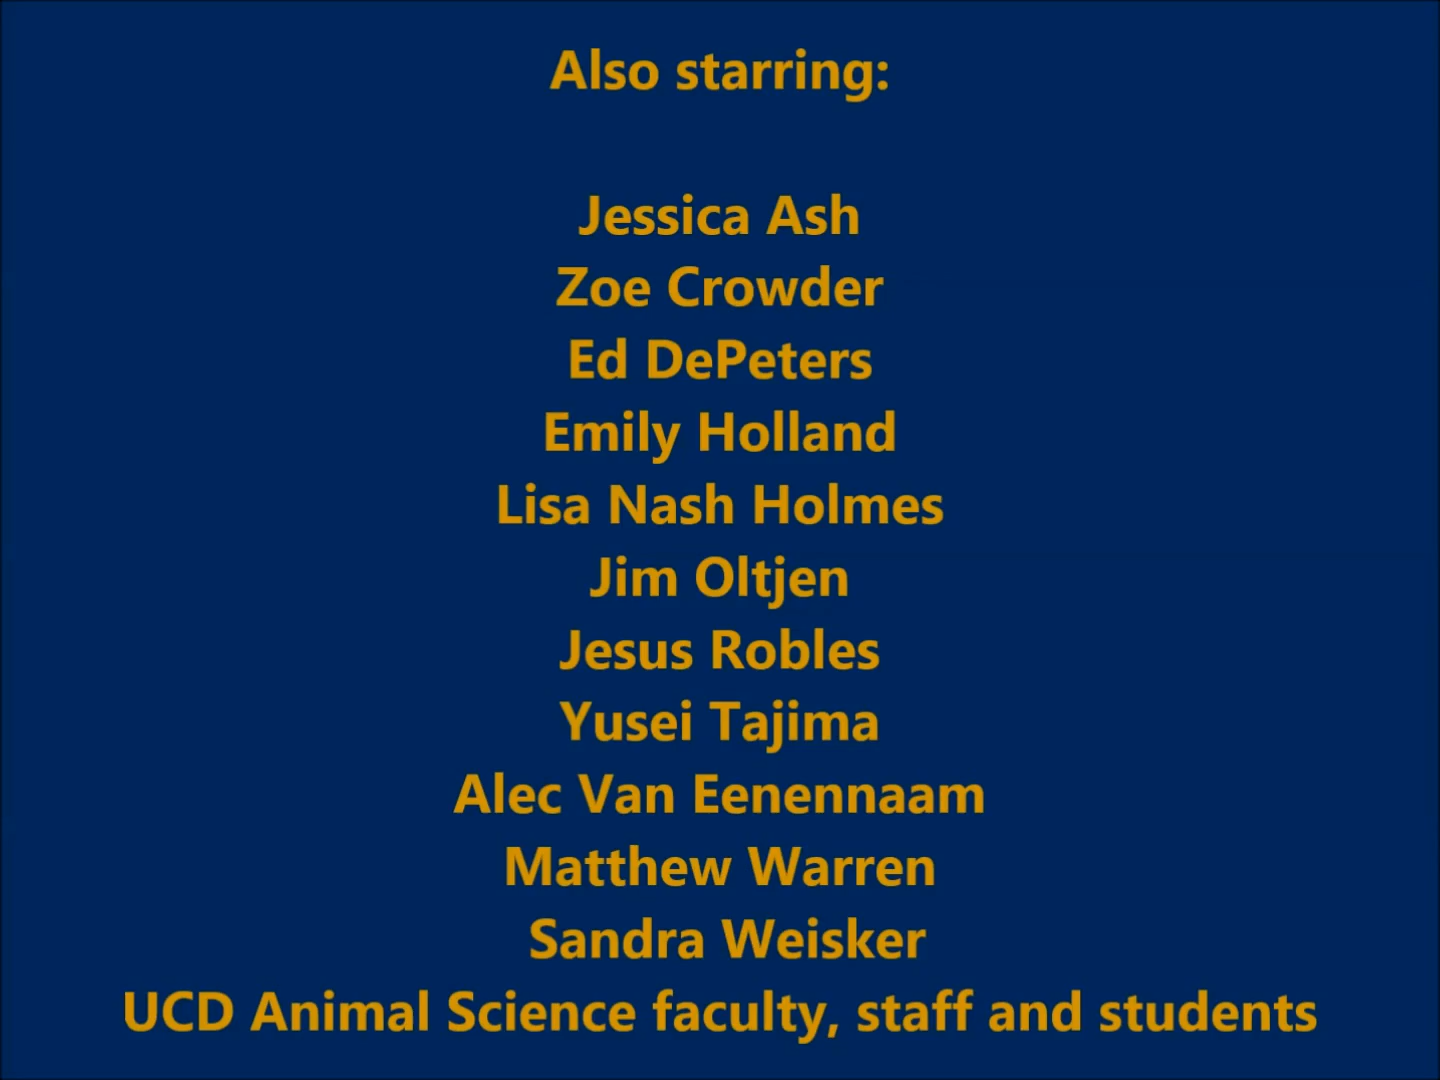 Also starring:
Jessica Ash
Zoe Crowder
Ed DePeters
Emily Holland
Lisa Nash Holmes
Jim Oltjen
Jesus Robles
Yusei Tajima
Alec Van Eenennaam
Matthew Warren
Sandra Weisker
UCD Animal Science faculty, staff and students